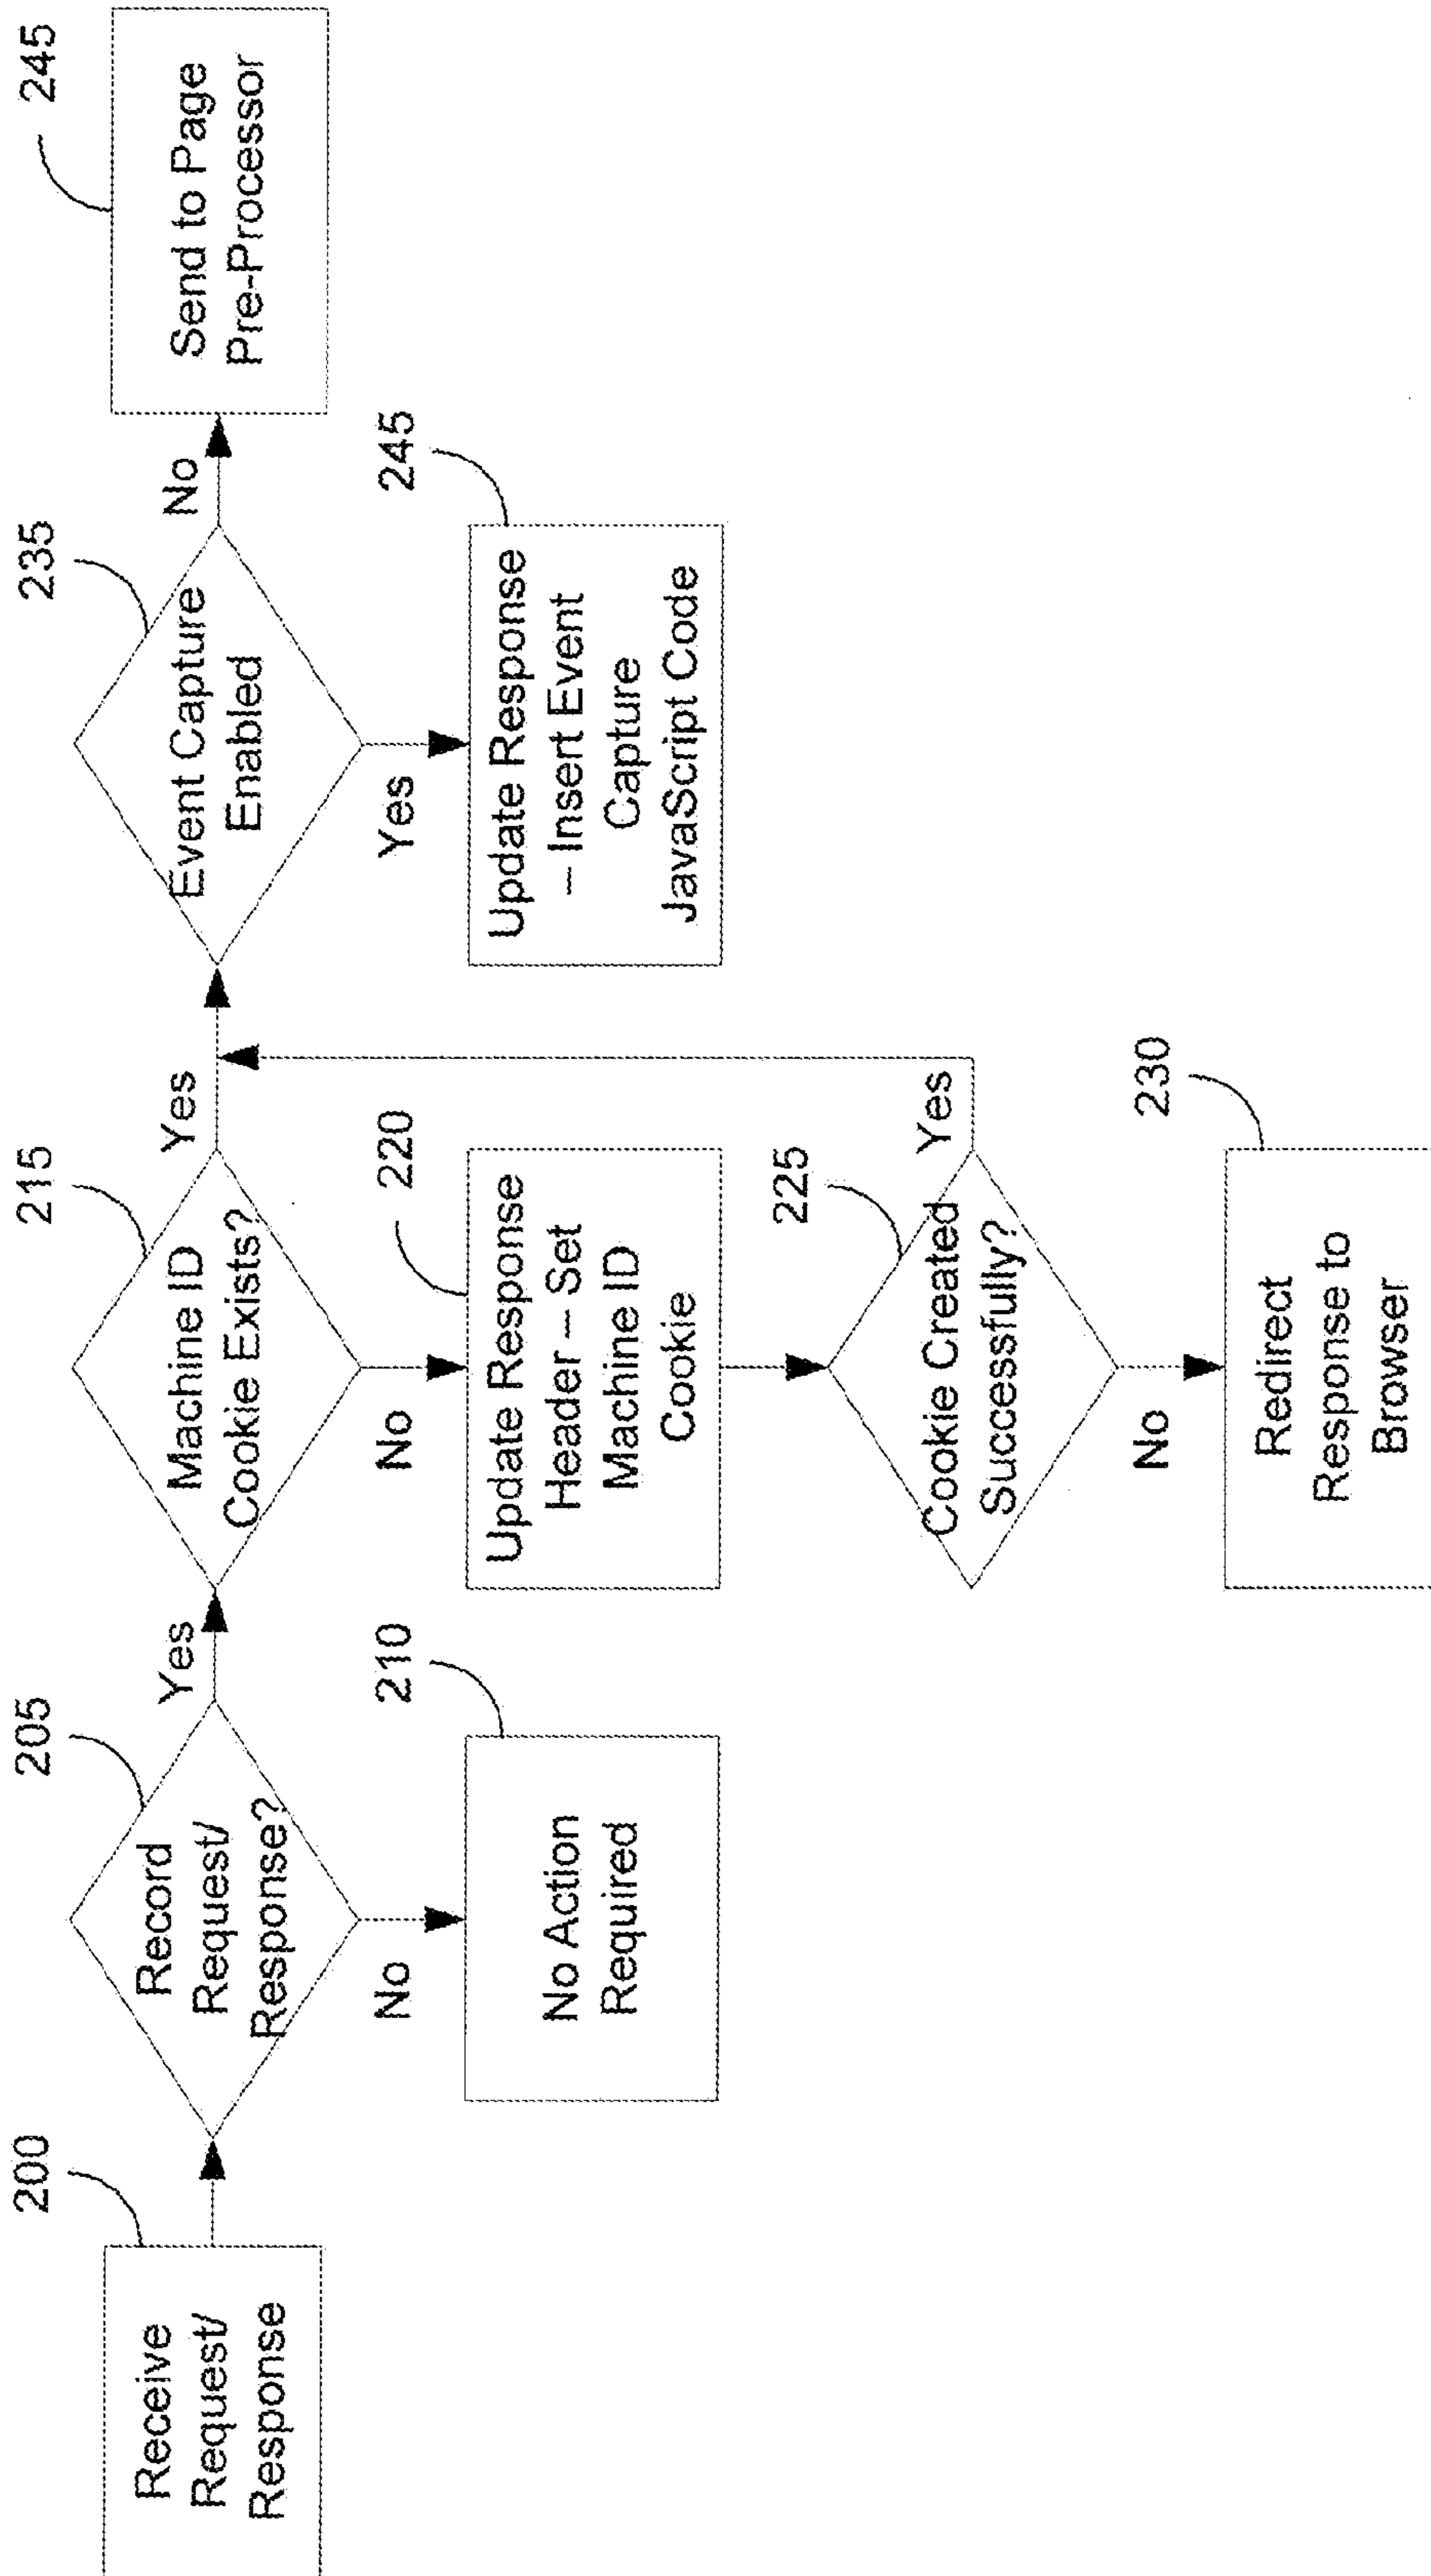 200
Receive
Request/
Response
205
Record
Request/
Response?
Yes
No
210
No Action
Required
215
Machine ID
Cookie Exists?
Yes
No
220
Update Response
Header – Set
Machine ID
Cookie
225
Cookie Created
Successfully?
Yes
No
230
Redirect
Response to
Browser
235
Event Capture
Enabled
No
Yes
245
Update Response
– Insert Event
Capture
JavaScript Code
245
Send to Page
Pre-Processor